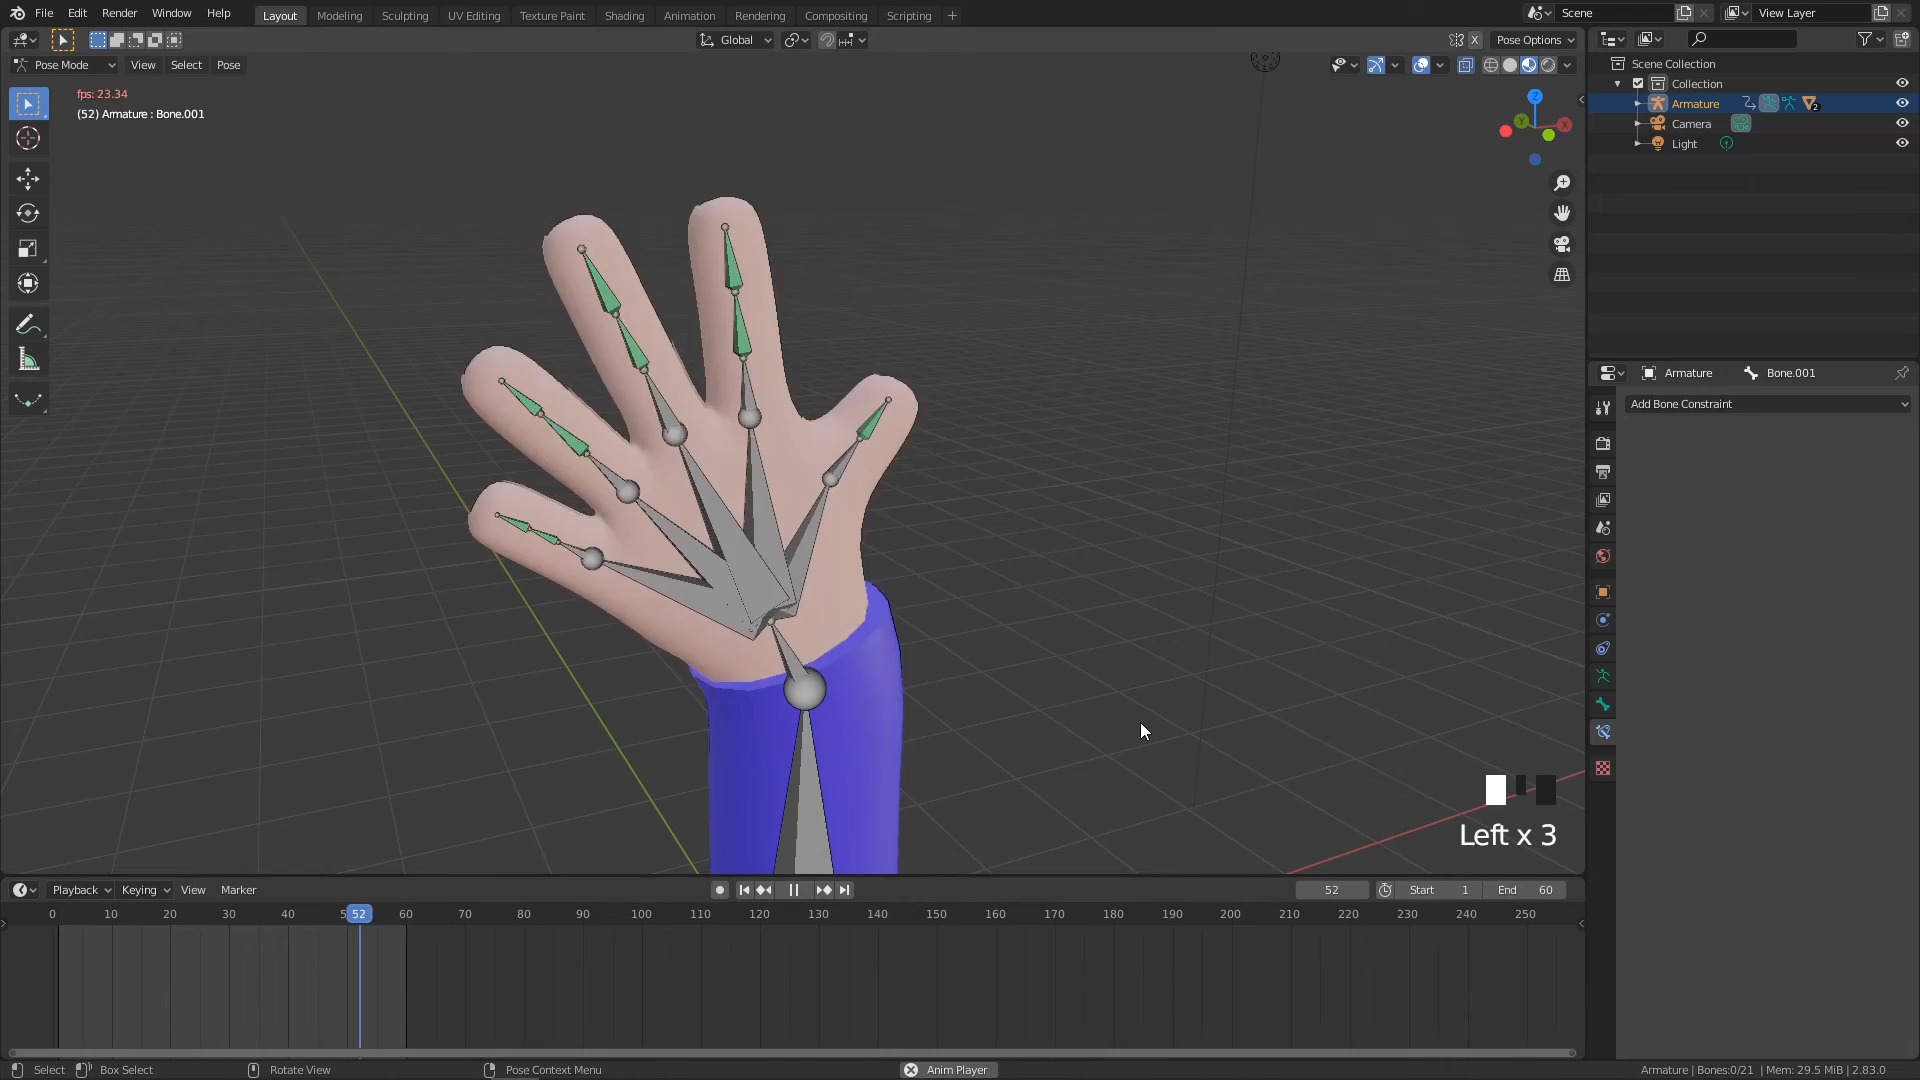 File Edit Render Window Help Layout Modeling Sculpting UV Editing Texture Paint Shading Animation Rendering Compositing Scripting + Scene View Layer
Global X Pose Options
Pose Mode View Select Pose
fps: 23.34
(52) Armature : Bone.001
Z
Y
X
Scene Collection
Collection
Armature 2
Camera
Light
Armature Bone.001
Add Bone Constraint
Left x 3
Playback Keying View Marker 52 Start 1 End 60
0 10 20 30 40 5 52 60 70 80 90 100 110 120 130 140 150 160 170 180 190 200 210 220 230 240 250
Select Box Select Rotate View Pose Context Menu Anim Player Armature | Bones:0/21 | Mem: 29.5 MiB | 2.83.0